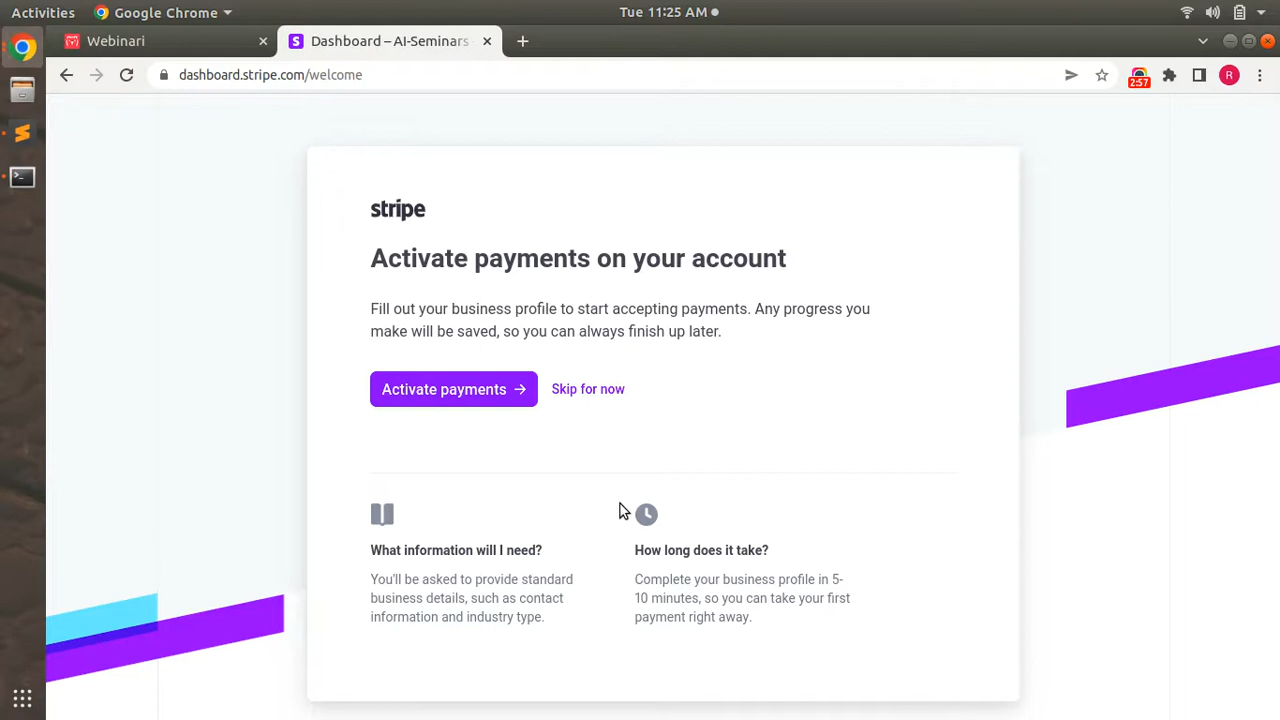 Activities
Google Chrome
Tue 11:25 AM
Webinari
Dashboard – AI-Seminars
dashboard.stripe.com/welcome
2:57
R
stripe
Activate payments on your account
Fill out your business profile to start accepting payments. Any progress you
make will be saved, so you can always finish up later.
Activate payments →
Skip for now
What information will I need?
You'll be asked to provide standard
business details, such as contact
information and industry type.
How long does it take?
Complete your business profile in 5-
10 minutes, so you can take your first
payment right away.